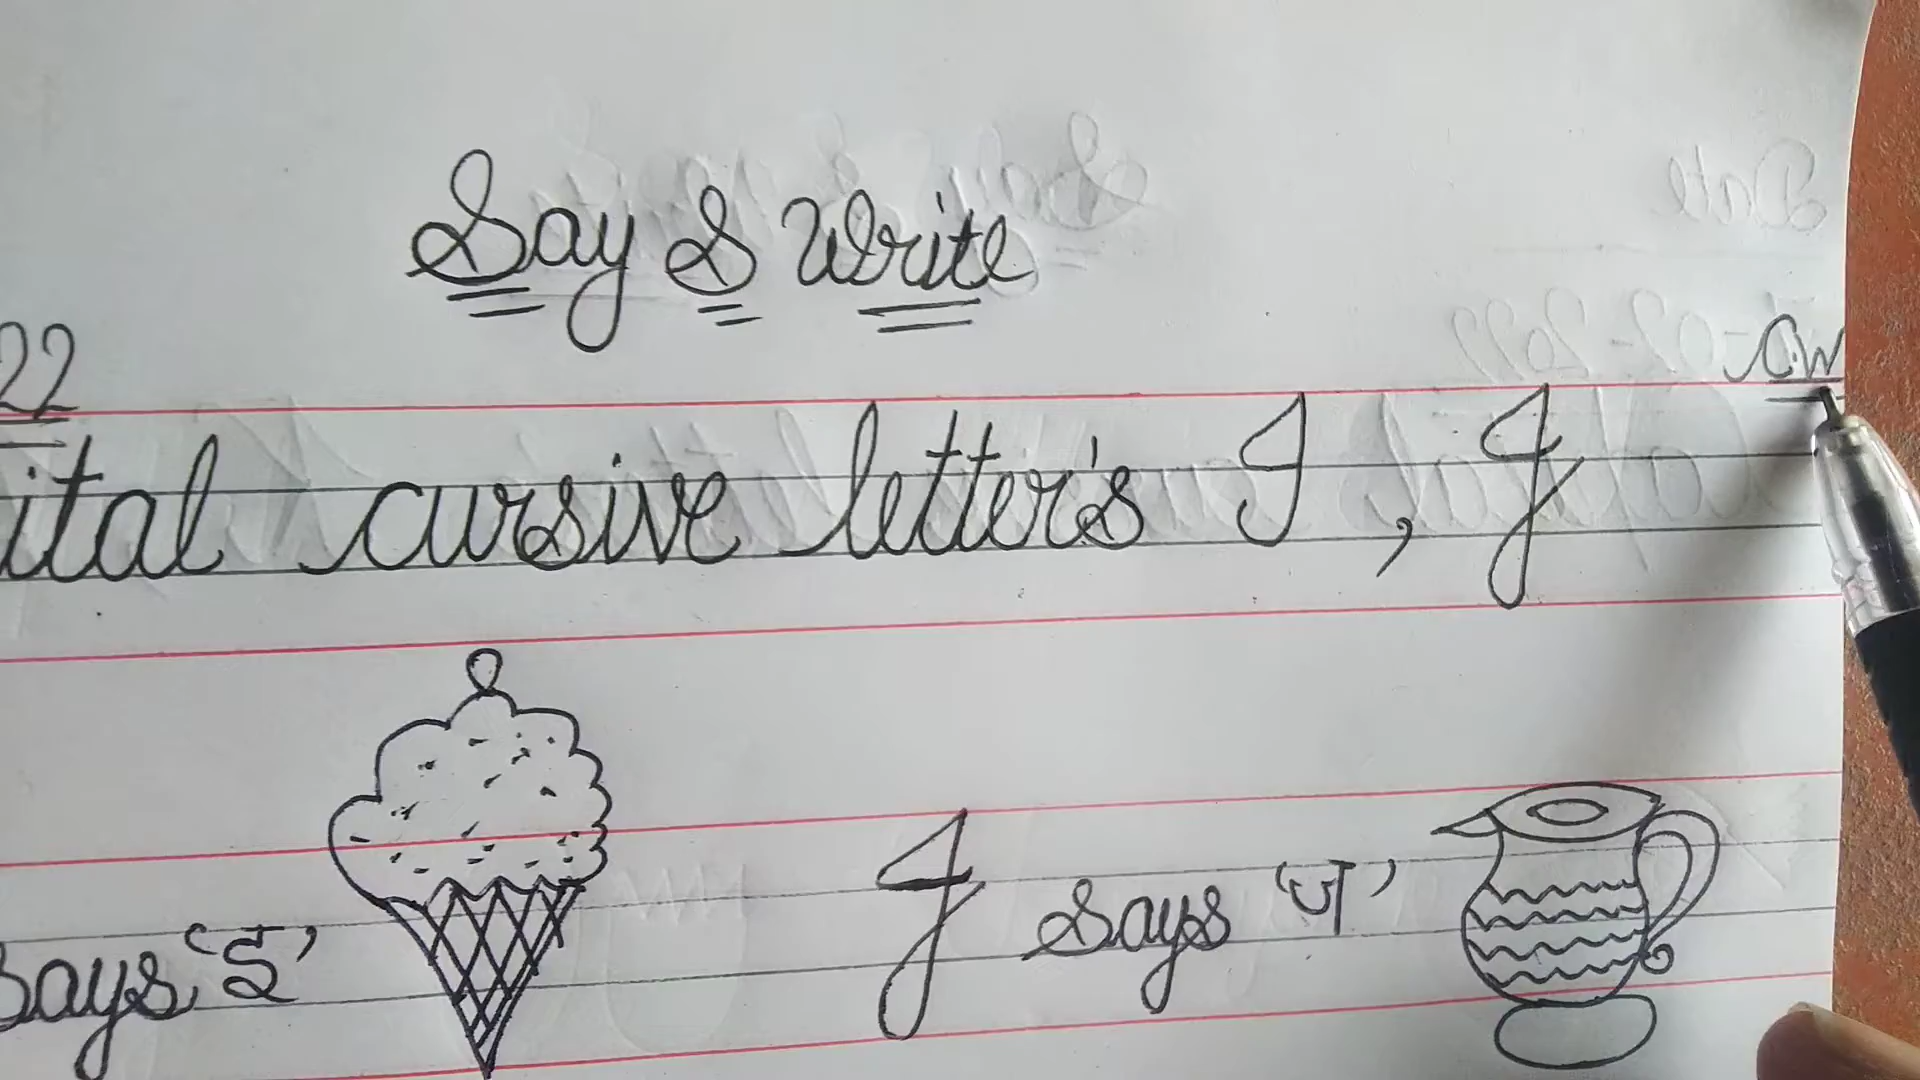 Say & Write
22 C.W
ital cursive letter's I, J
says 'इ' J says 'ज'